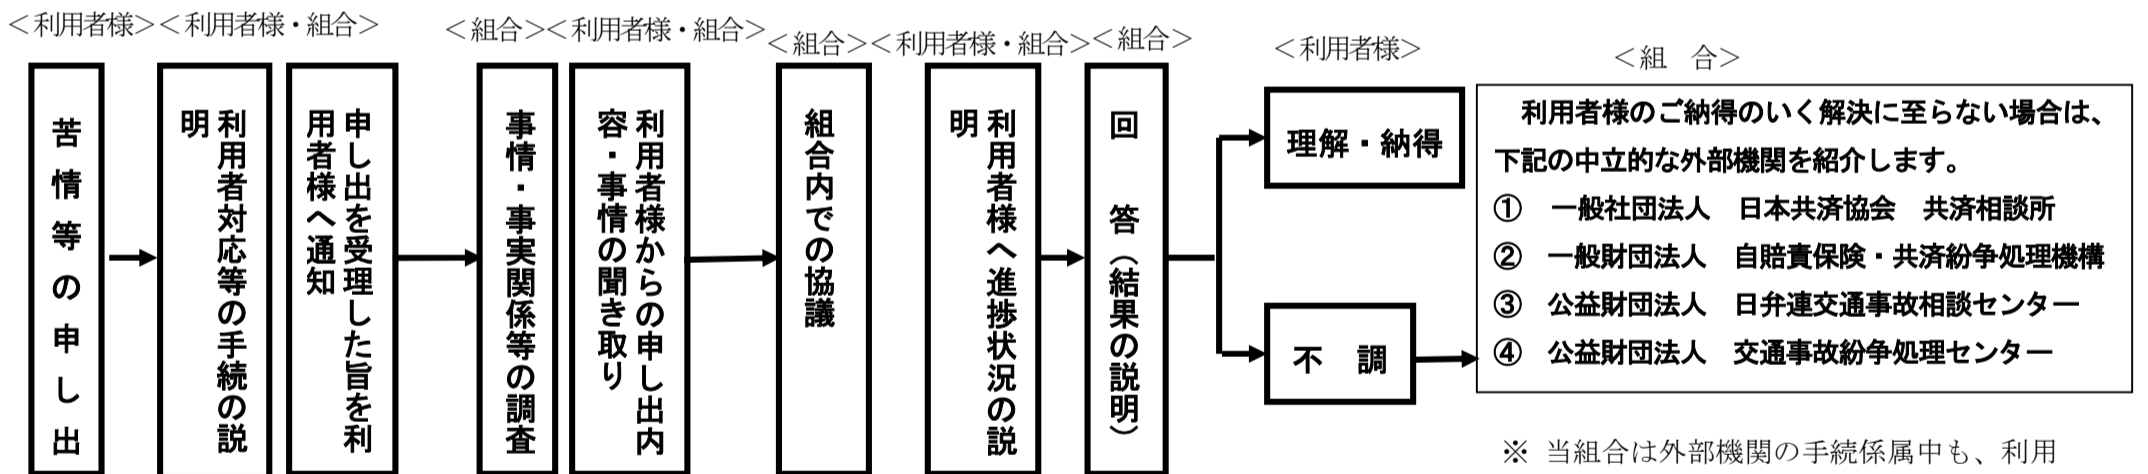 ＜利用者様＞
＜利用者様・組合＞
＜組合＞
＜利用者様・組合＞
＜組合＞
＜利用者様・組合＞
＜組合＞
＜利用者様＞
＜組　合＞
苦情等の申し出
利用者対応等の手続の説
明
申し出を受理した旨を利
用者様へ通知
事情・事実関係等の調査
利用者様からの申し出内
容・事情の聞き取り
組合内での協議
利用者様へ進捗状況の説
明
回　答（結果の説明）
理解・納得
不　調
利用者様のご納得のいく解決に至らない場合は、
下記の中立的な外部機関を紹介します。
①　一般社団法人　日本共済協会　共済相談所
②　一般財団法人　自賠責保険・共済紛争処理機構
③　公益財団法人　日弁連交通事故相談センター
④　公益財団法人　交通事故紛争処理センター
※ 当組合は外部機関の手続係属中も、利用